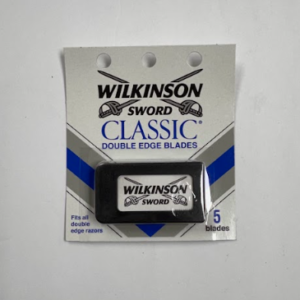 WILKINSON
SWORD
CLASSIC®
DOUBLE EDGE BLADES
WILKINSON
SWORD
Fits all
double
edge razors
5
blades